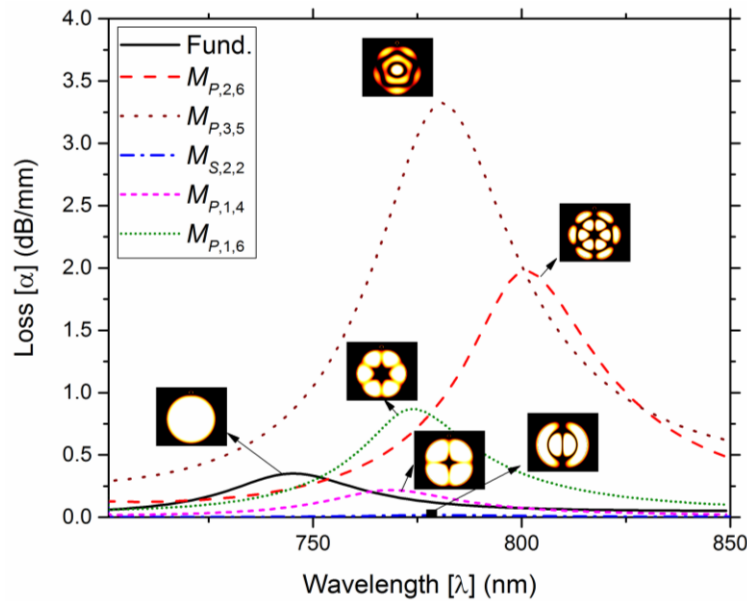 4.0
3.5
3.0
2.5
2.0
1.5
1.0
0.5
0.0
Loss [α] (dB/mm)
Fund.
M_{P,2,6}
M_{P,3,5}
M_{S,2,2}
M_{P,1,4}
M_{P,1,6}
750
800
850
Wavelength [λ] (nm)